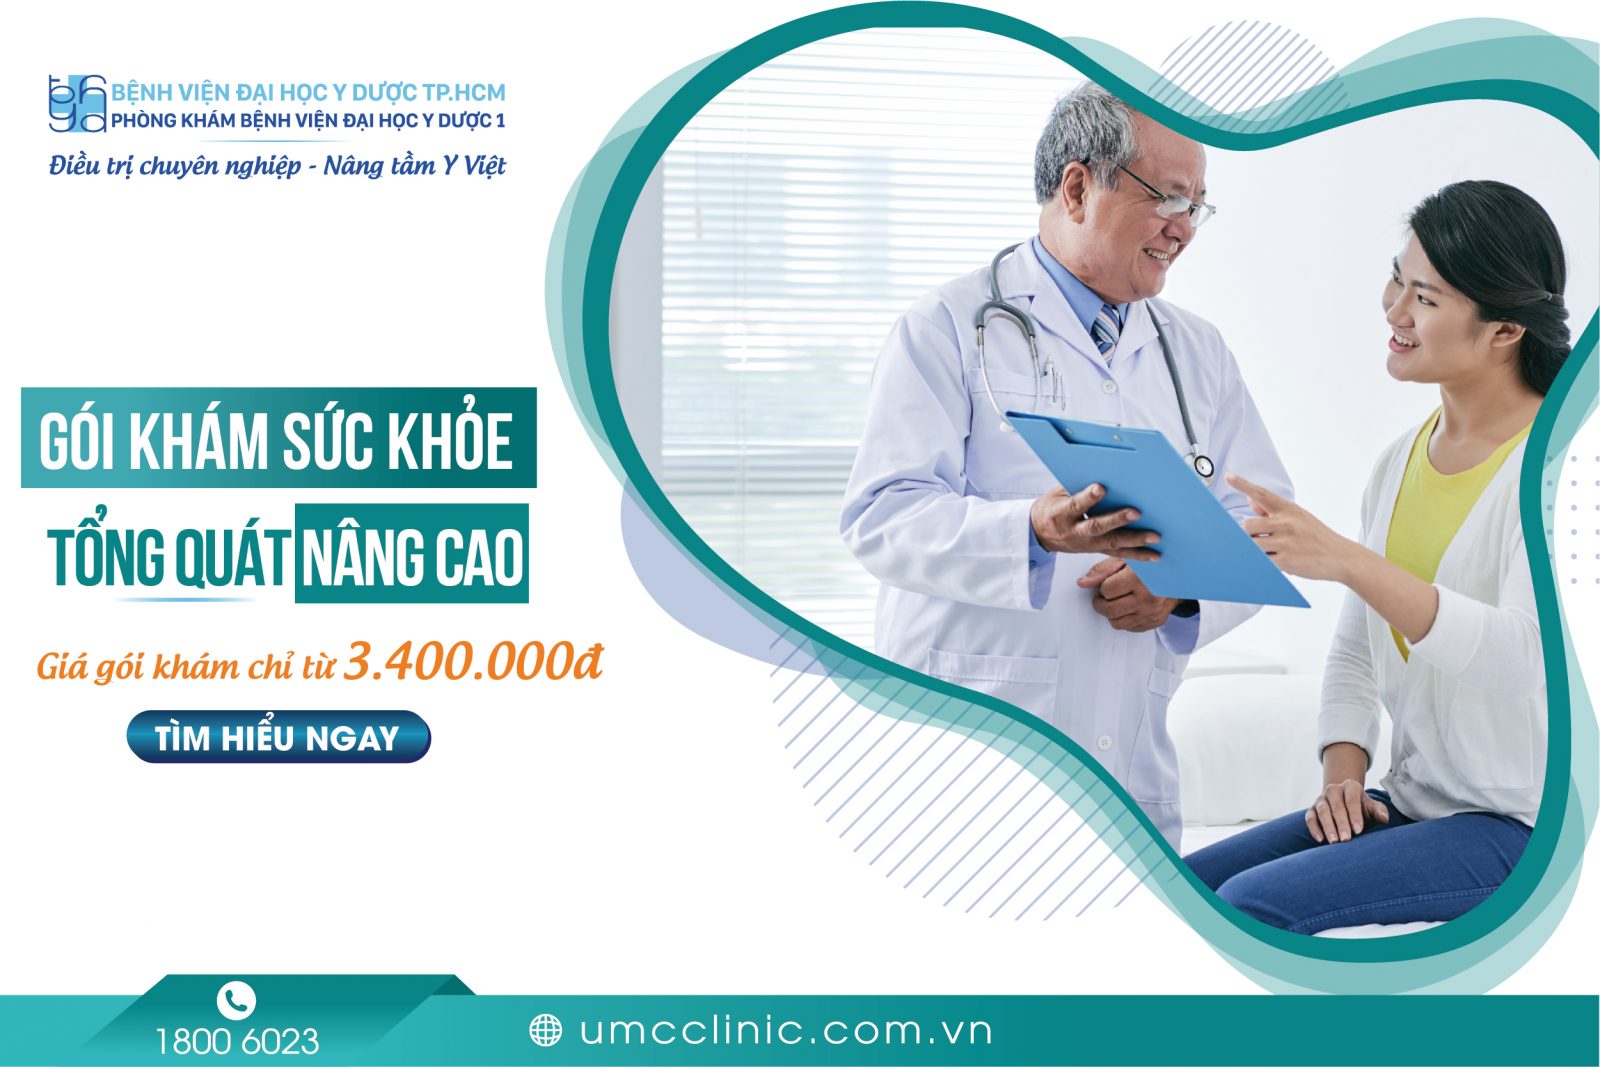 BỆNH VIỆN ĐẠI HỌC Y DƯỢC TP.HCM
PHÒNG KHÁM BỆNH VIỆN ĐẠI HỌC Y DƯỢC 1
Điều trị chuyên nghiệp - Nâng tầm Y Việt
GÓI KHÁM SỨC KHỎE
TỔNG QUÁT NÂNG CAO
Giá gói khám chỉ từ 3.400.000đ
TÌM HIỂU NGAY
1800 6023
umcclinic.com.vn